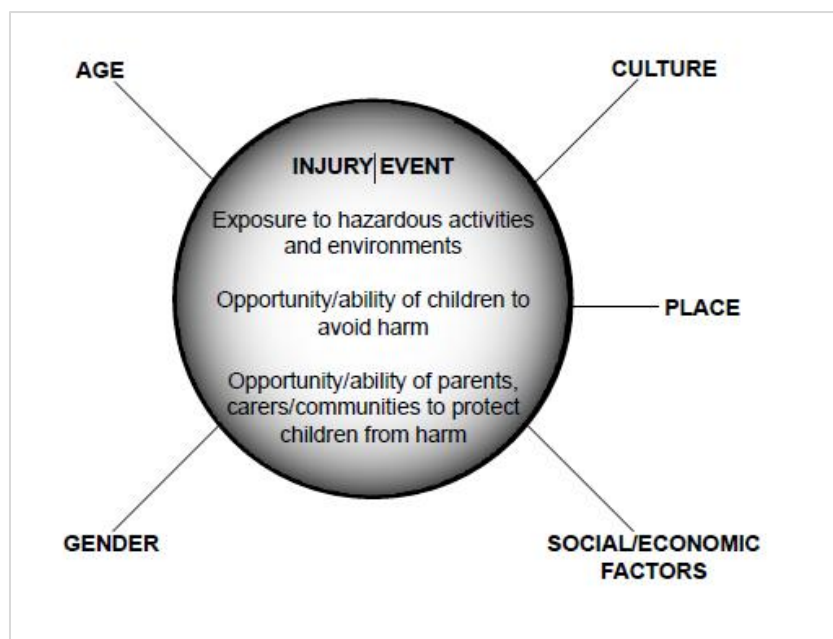 AGE
CULTURE
INJURY|EVENT
Exposure to hazardous activities
and environments
Opportunity/ability of children to
avoid harm
Opportunity/ability of parents,
carers/communities to protect
children from harm
PLACE
GENDER
SOCIAL/ECONOMIC
FACTORS